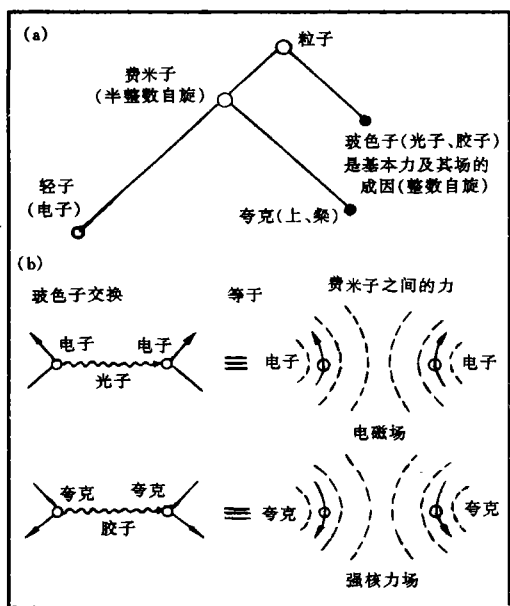 (a)
粒子
费米子
(半整数自旋)
玻色子(光子、胶子)
是基本力及其场的
成因(整数自旋)
轻子
(电子)
夸克(上、粲)
(b)
玻色子交换
等于
费米子之间的力
电子
电子
光子
电子
电子
电磁场
夸克
夸克
胶子
夸克
夸克
强核力场